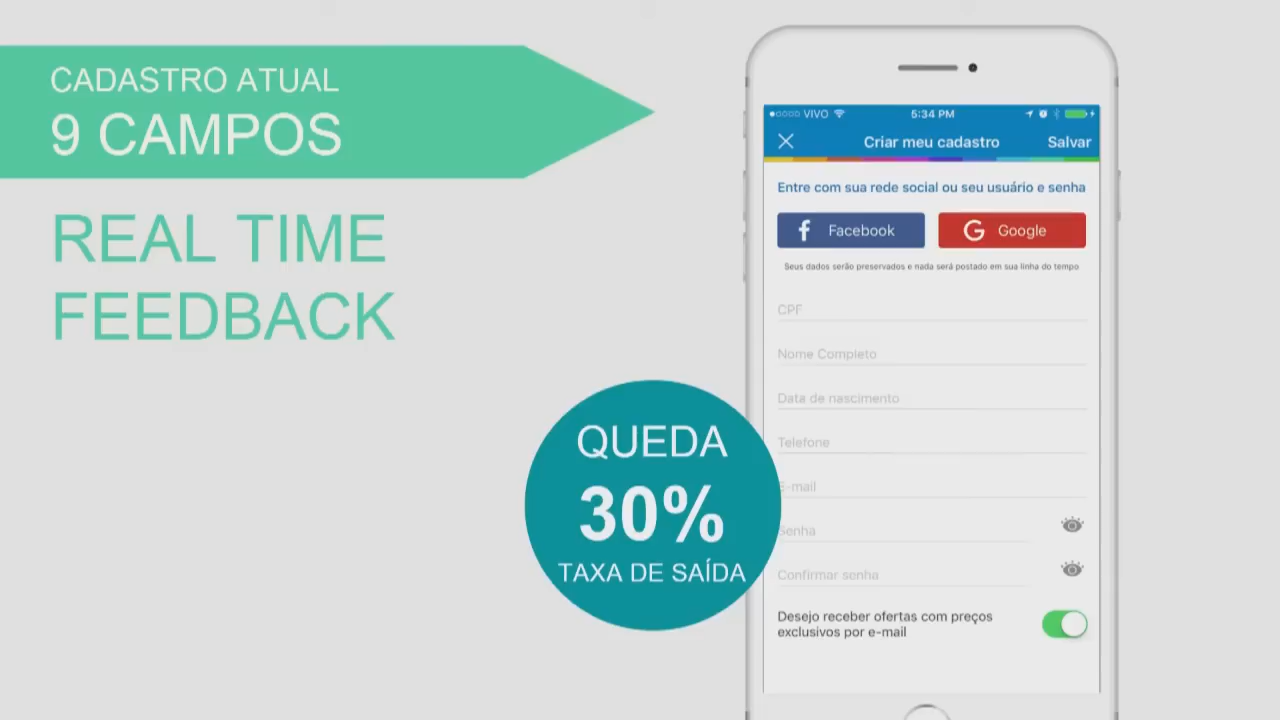 CADASTRO ATUAL
9 CAMPOS
REAL TIME
FEEDBACK
QUEDA
30%
TAXA DE SAÍDA
VIVO
5:34 PM
Criar meu cadastro
Salvar
Entre com sua rede social ou seu usuário e senha
Facebook
Google
Seus dados serão preservados e nada será postado em sua linha do tempo
CPF
Nome Completo
Data de nascimento
Telefone
E-mail
Senha
Confirmar senha
Desejo receber ofertas com preços
exclusivos por e-mail